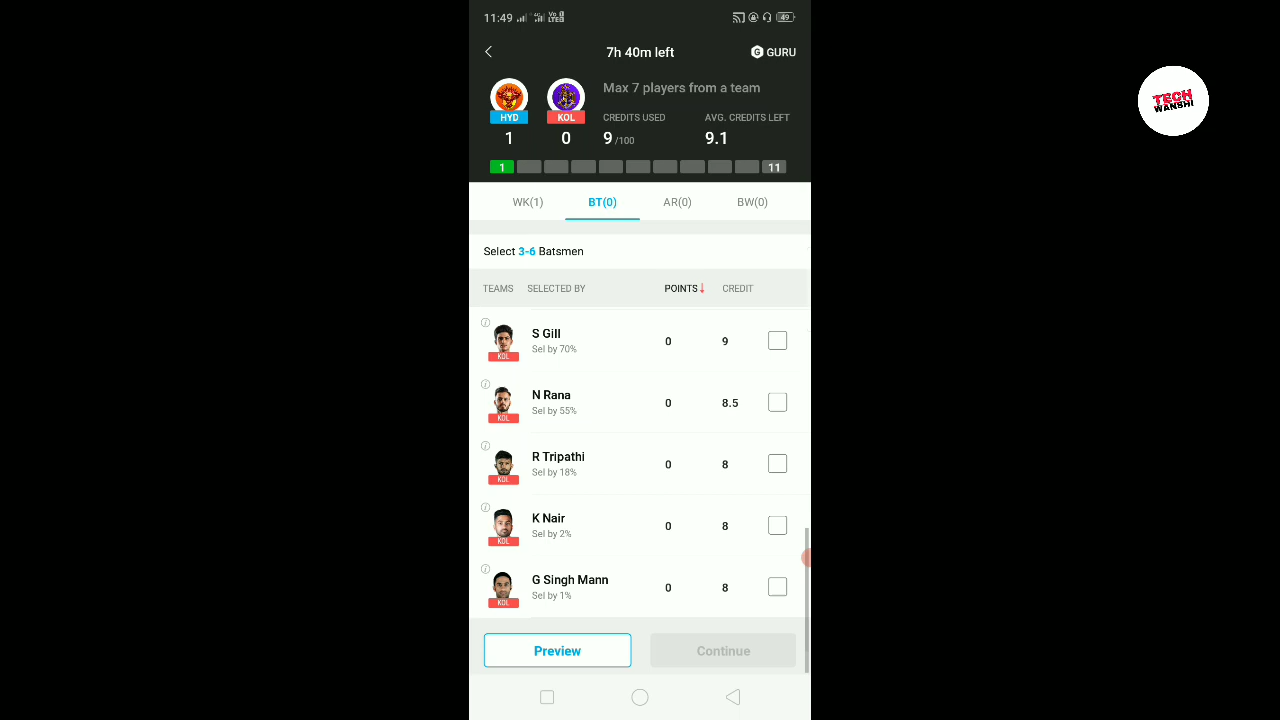 11:49
49
7h 40m left
GURU
HYD
KOL
Max 7 players from a team
CREDITS USED
AVG. CREDITS LEFT
1
0
9 /100
9.1
1
11
WK(1)
BT(0)
AR(0)
BW(0)
Select 3-6 Batsmen
TEAMS
SELECTED BY
POINTS
CREDIT
S Gill
Sel by 70%
KOL
0
9
N Rana
Sel by 55%
KOL
0
8.5
R Tripathi
Sel by 18%
KOL
0
8
K Nair
Sel by 2%
KOL
0
8
G Singh Mann
Sel by 1%
KOL
0
8
Preview
Continue
TECH
WANSHI